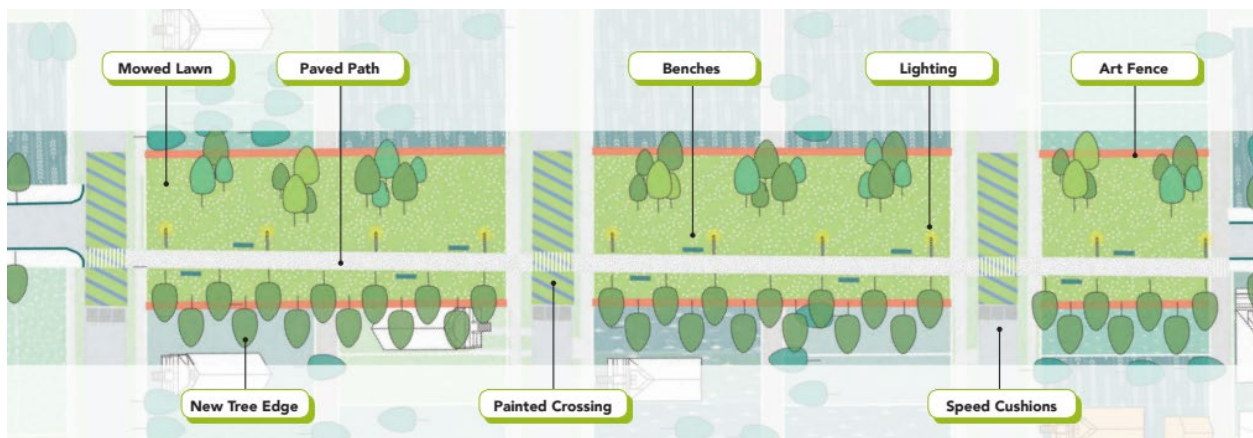 Mowed Lawn
Paved Path
Benches
Lighting
Art Fence
New Tree Edge
Painted Crossing
Speed Cushions